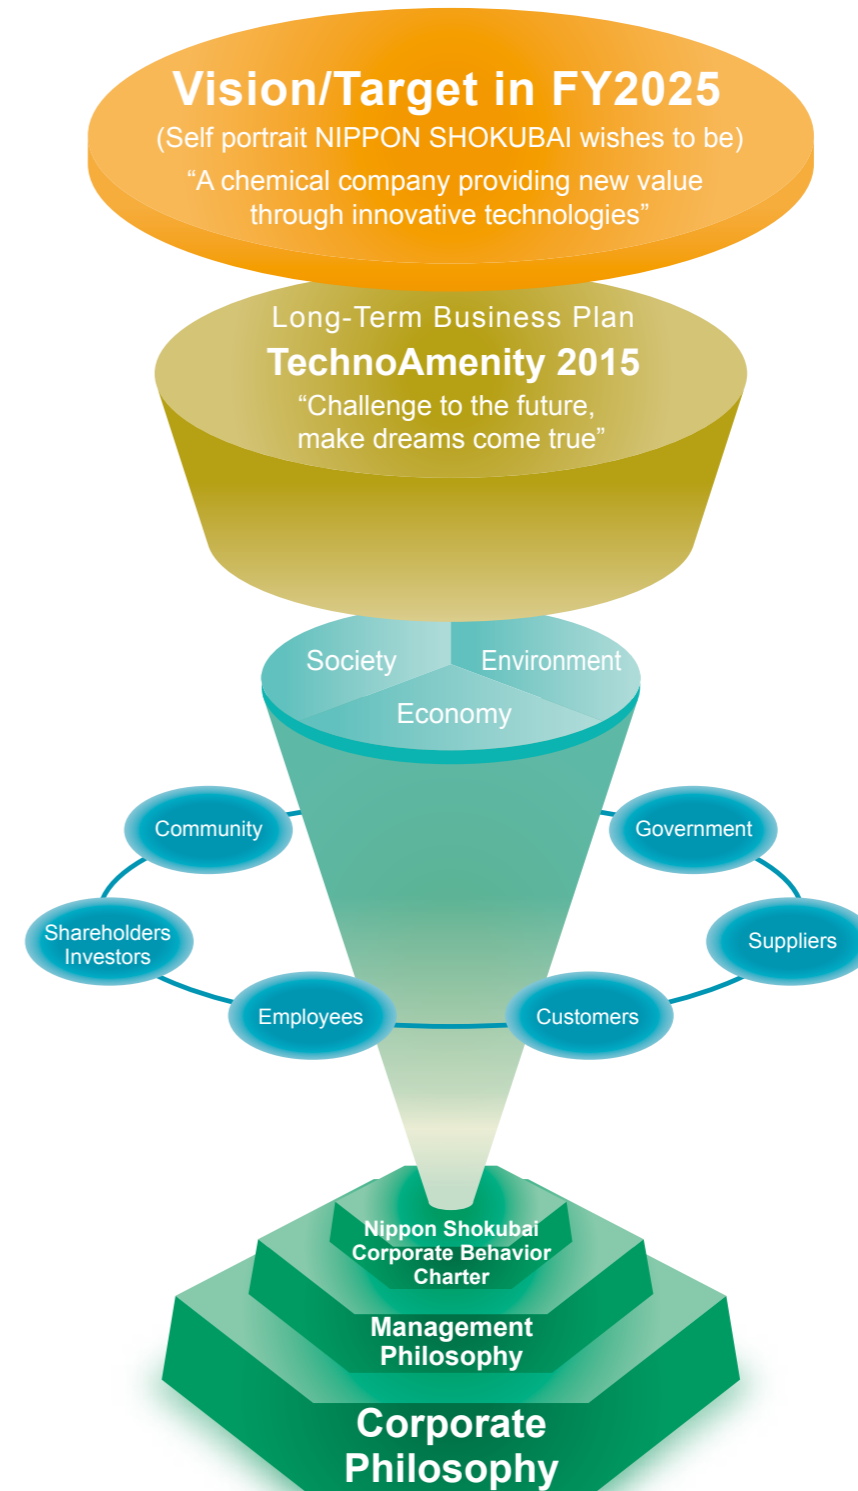 Vision/Target in FY2025
(Self portrait NIPPON SHOKUBAI wishes to be)
“A chemical company providing new value
through innovative technologies”
Long-Term Business Plan
TechnoAmenity 2015
“Challenge to the future,
make dreams come true”
Society
Environment
Economy
Community
Government
Shareholders
Investors
Suppliers
Employees
Customers
Nippon Shokubai
Corporate Behavior
Charter
Management
Philosophy
Corporate
Philosophy